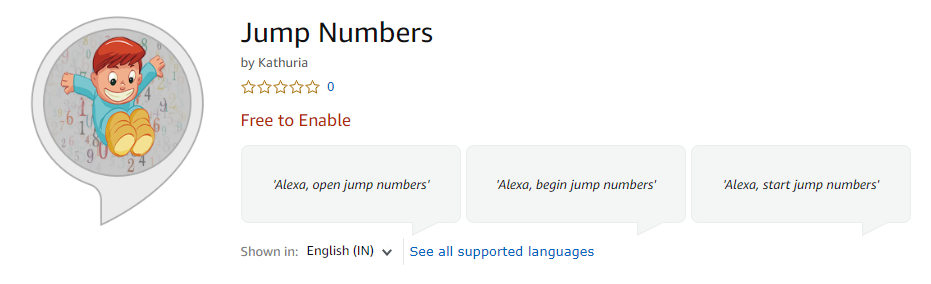 Jump Numbers
by Kathuria
0
Free to Enable
'Alexa, open jump numbers'
'Alexa, begin jump numbers'
'Alexa, start jump numbers'
Shown in: English (IN)
See all supported languages